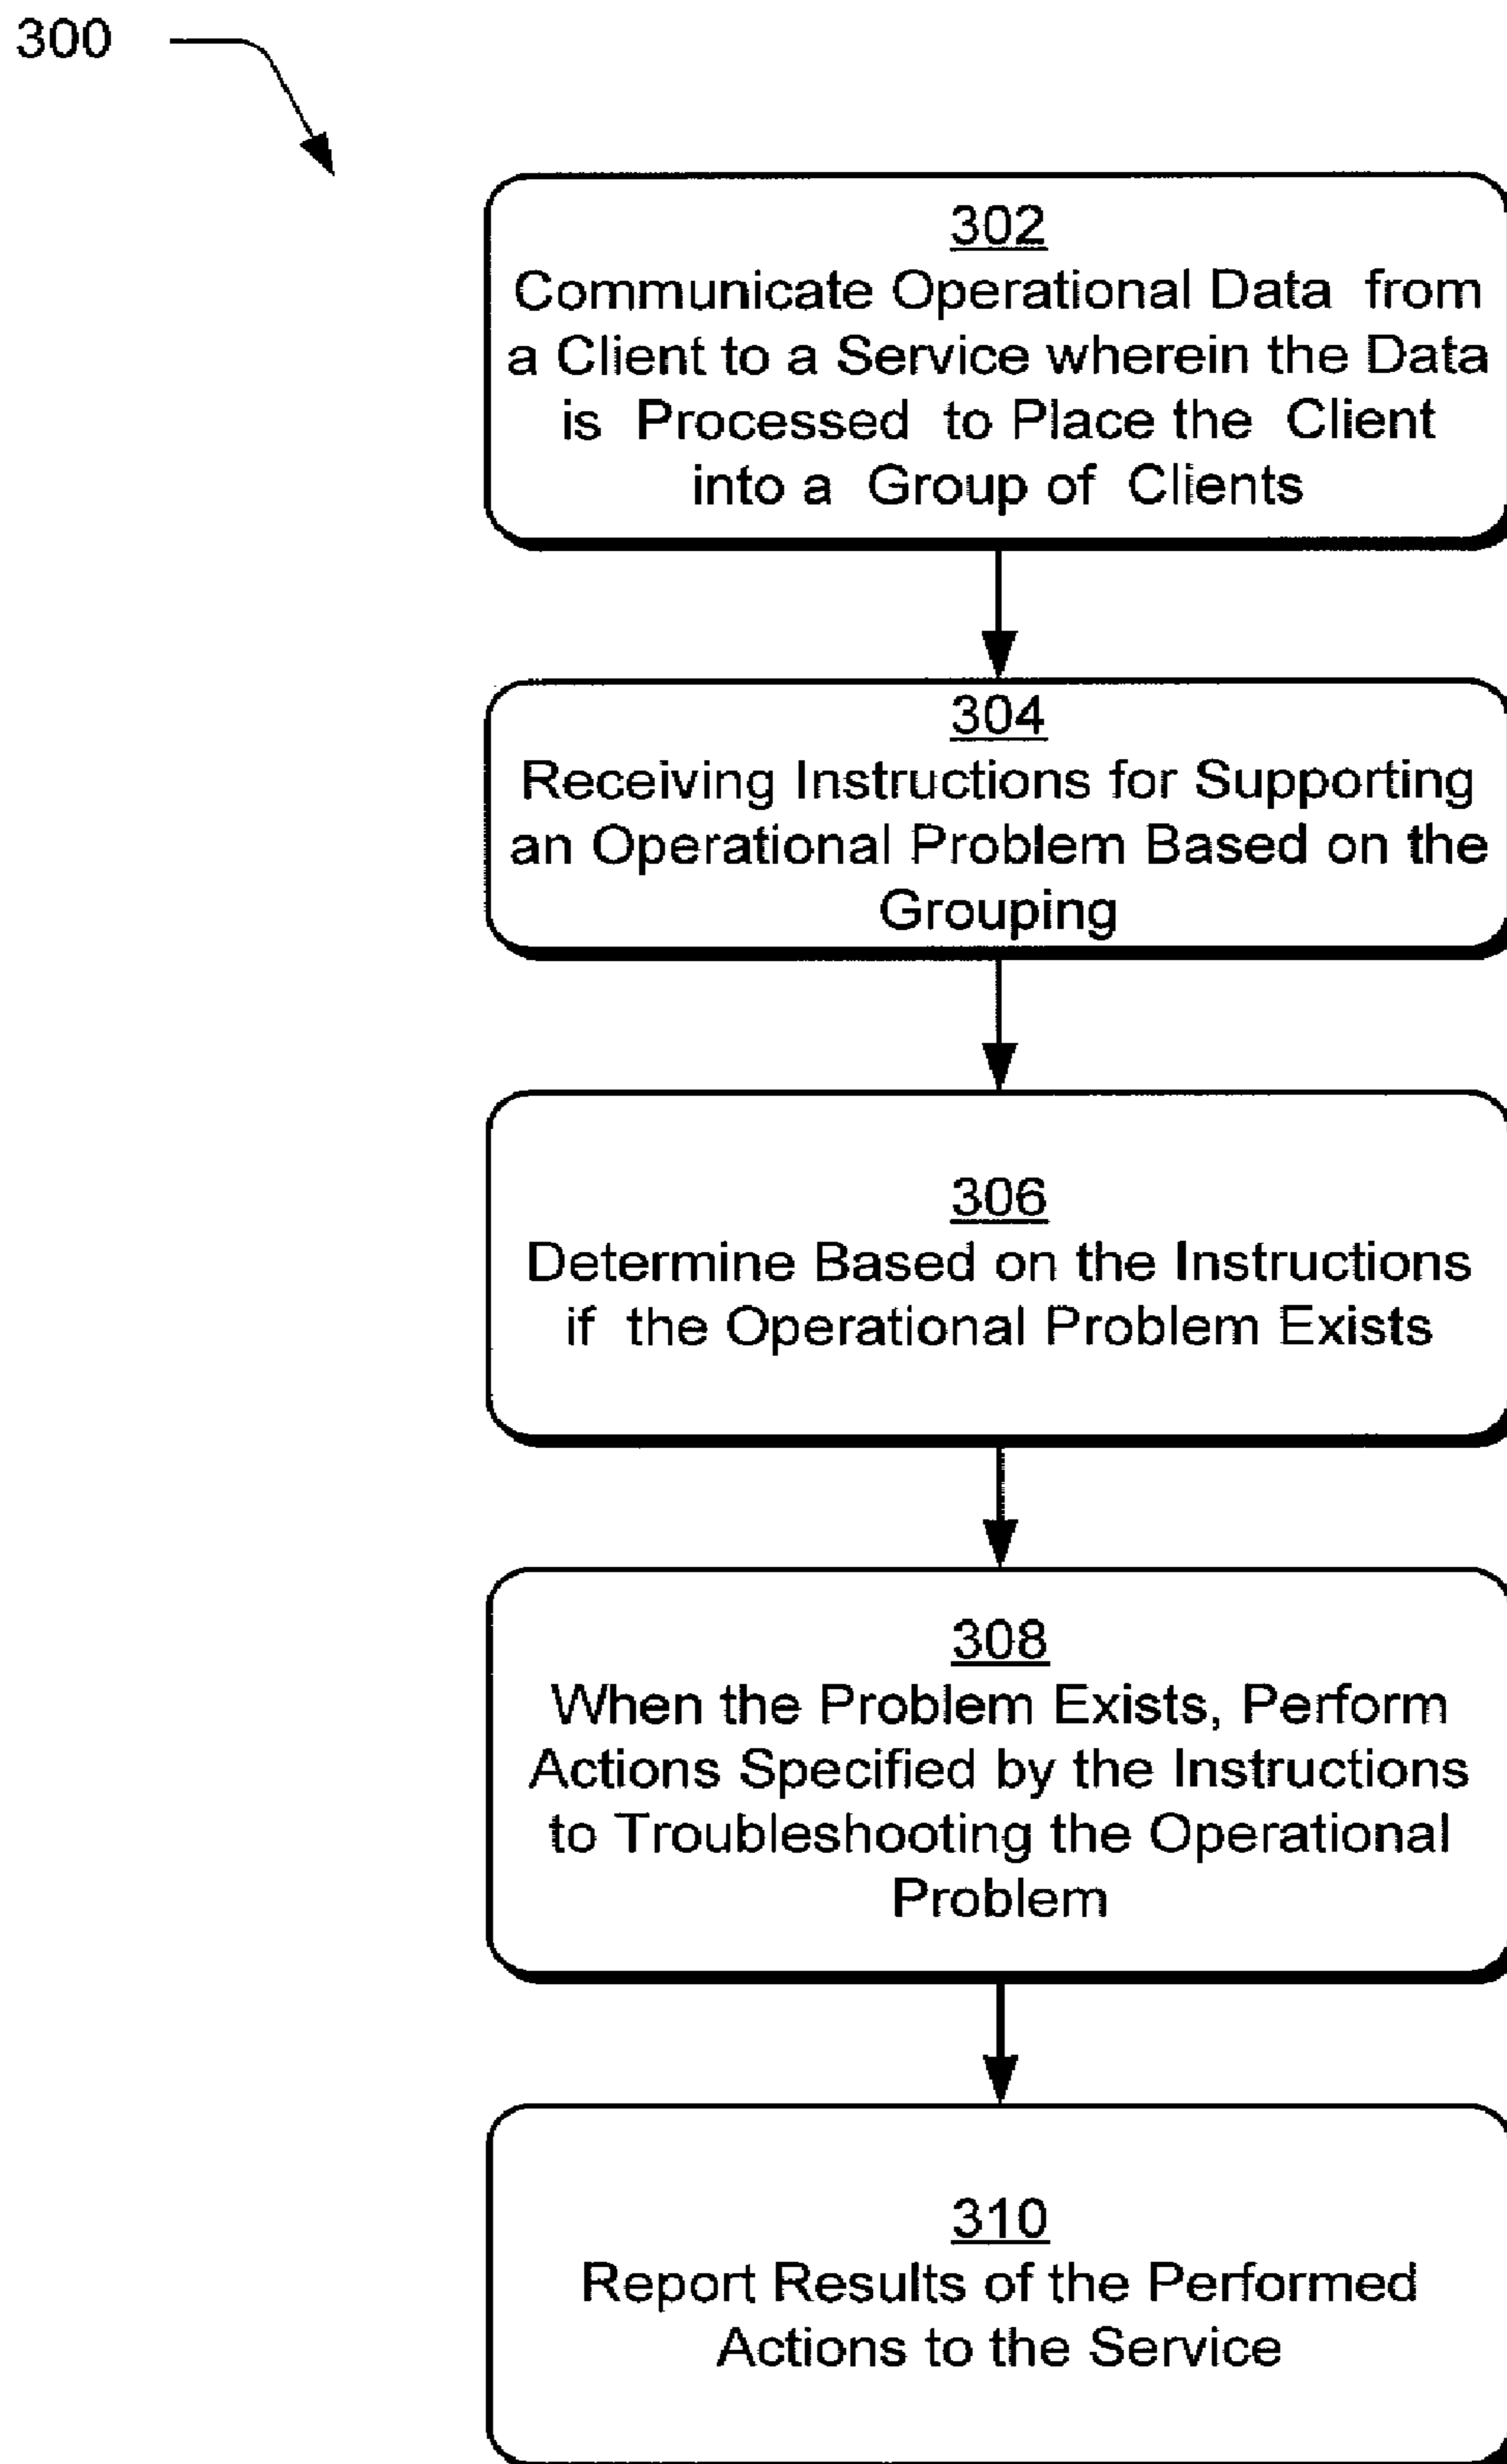 300
302
Communicate Operational Data from
a Client to a Service wherein the Data
is Processed to Place the Client
into a Group of Clients
304
Receiving Instructions for Supporting
an Operational Problem Based on the
Grouping
306
Determine Based on the Instructions
if the Operational Problem Exists
308
When the Problem Exists, Perform
Actions Specified by the Instructions
to Troubleshooting the Operational
Problem
310
Report Results of the Performed
Actions to the Service